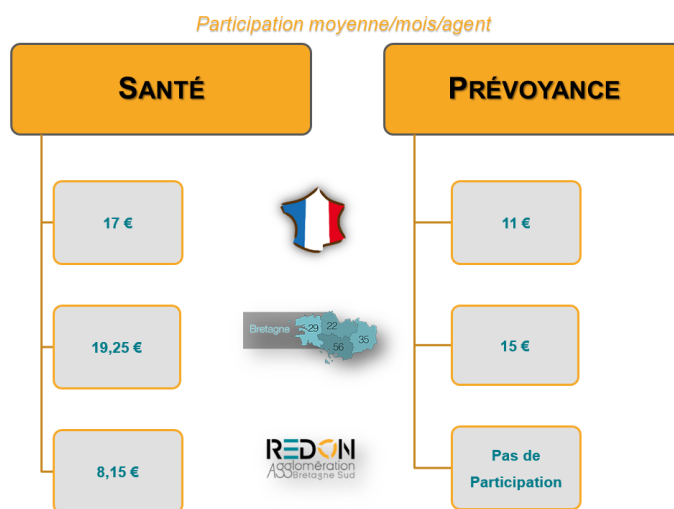 Participation moyenne/mois/agent
SANTÉ
PRÉVOYANCE
17 €
11 €
Bretagne
29
22
56
35
19,25 €
15 €
REDON
Agglomération
Bretagne Sud
8,15 €
Pas de
Participation